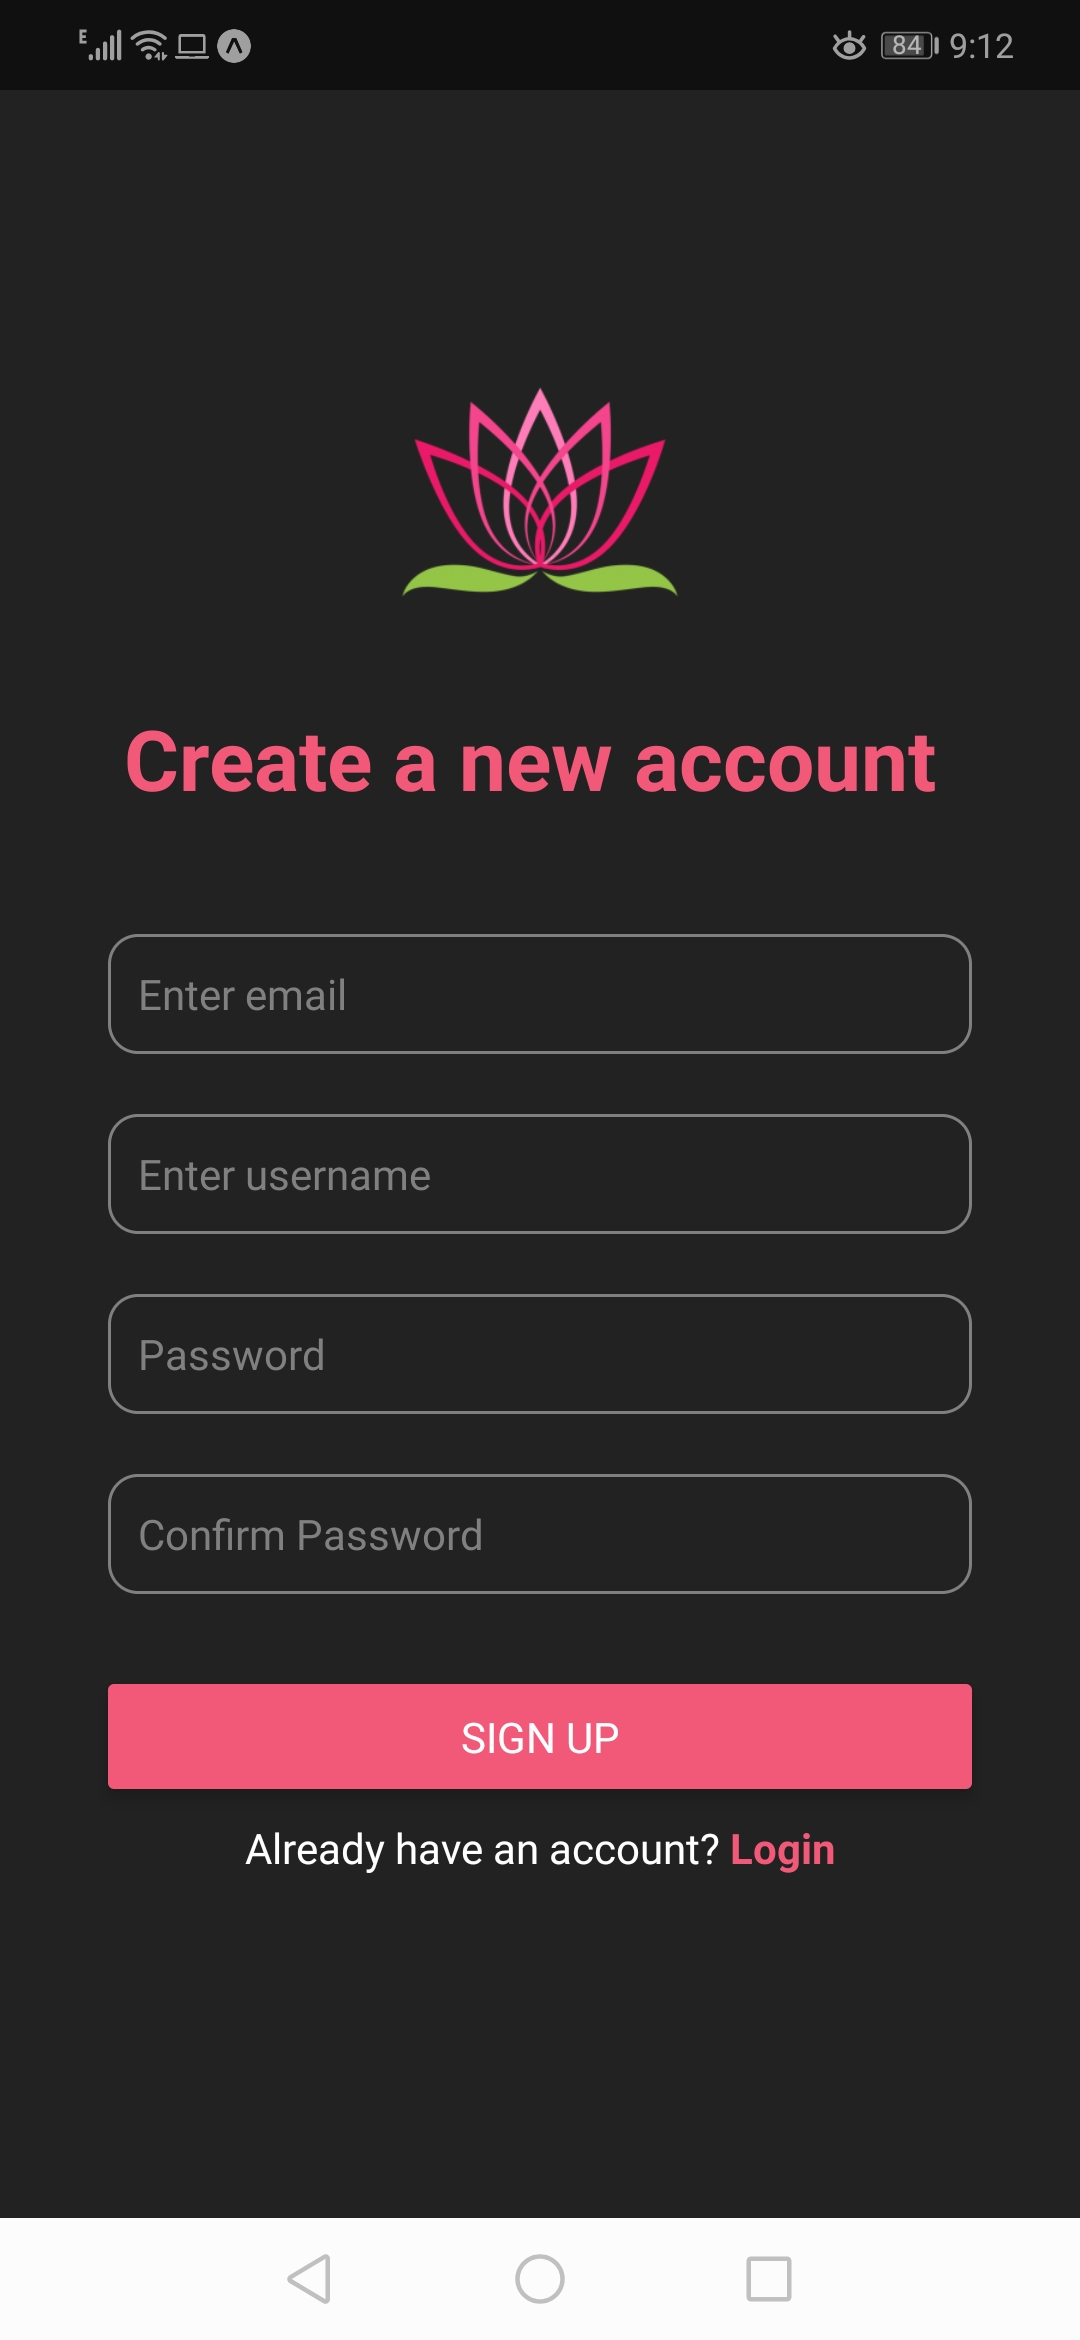 E 84 9:12
Create a new account
Enter email
Enter username
Password
Confirm Password
SIGN UP
Already have an account? Login